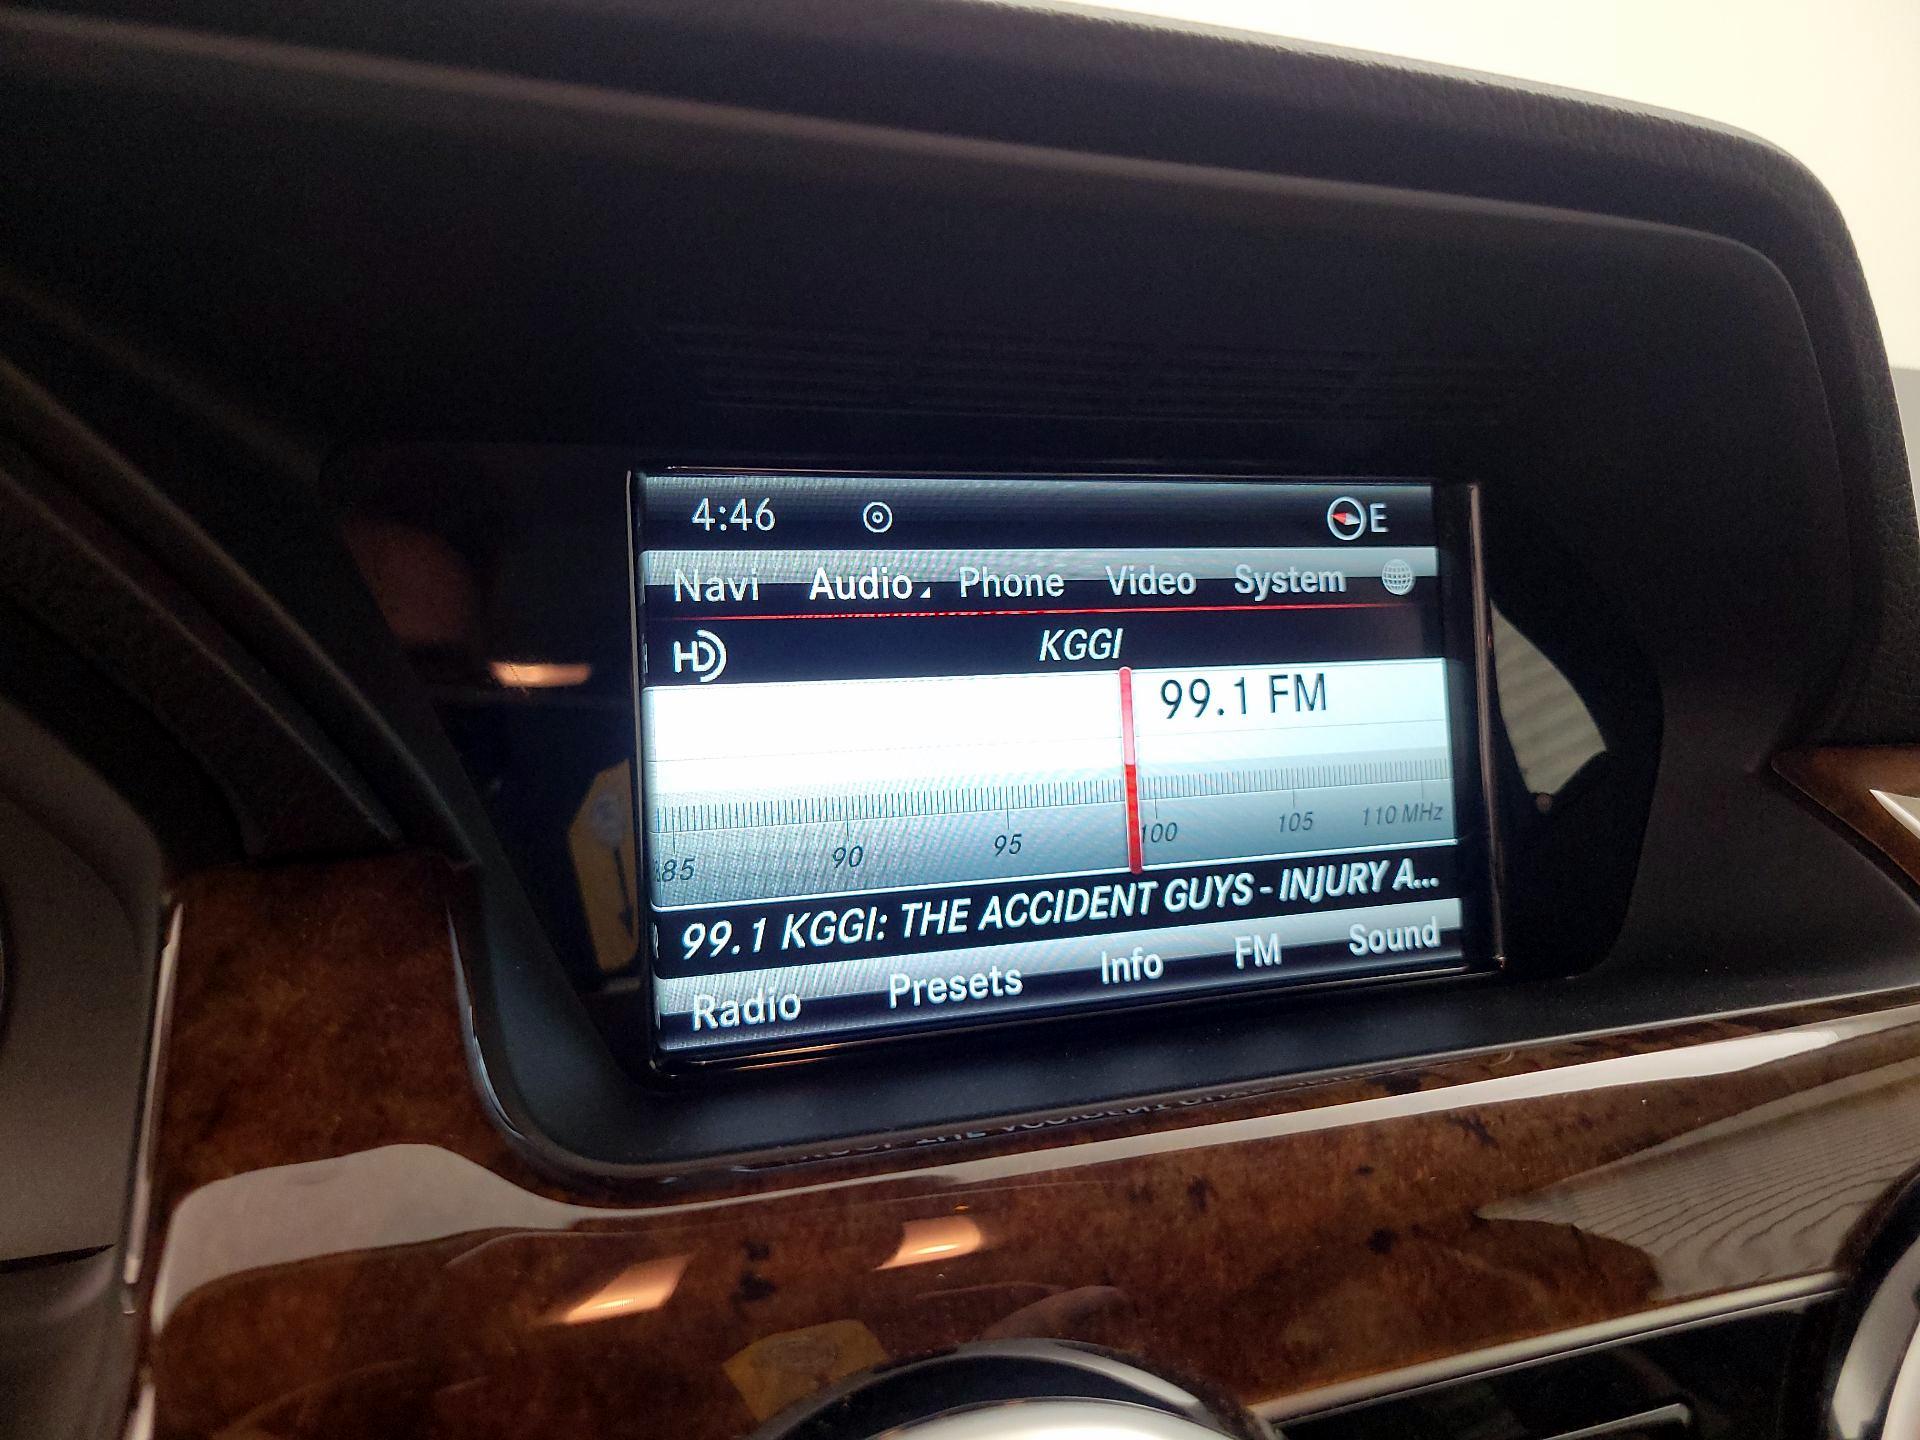 4:46 E
Navi Audio Phone Video System
HD KGGI
99.1 FM
85 90 95 100 105 110 MHz
99.1 KGGI: THE ACCIDENT GUYS - INJURY A...
Radio Presets Info FM Sound